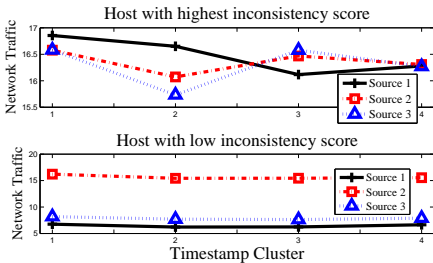 Host with highest inconsistency score
Network Traffic
17
16.5
16
15.5
1 2 3 4
Source 1
Source 2
Source 3
Host with low inconsistency score
Network Traffic
20
15
10
5
1 2 3 4
Source 1
Source 2
Source 3
Timestamp Cluster